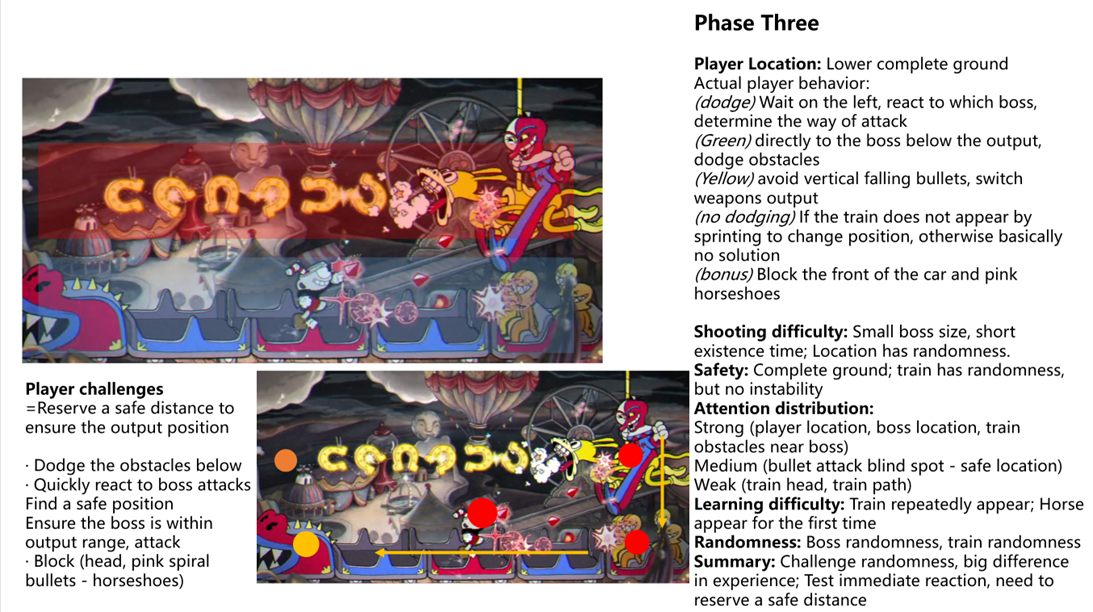 Phase Three
Player Location: Lower complete ground
Actual player behavior:
(dodge) Wait on the left, react to which boss,
determine the way of attack
(Green) directly to the boss below the output,
dodge obstacles
(Yellow) avoid vertical falling bullets, switch
weapons output
(no dodging) If the train does not appear by
sprinting to change position, otherwise basically
no solution
(bonus) Block the front of the car and pink
horseshoes
Shooting difficulty: Small boss size, short
existence time; Location has randomness.
Safety: Complete ground; train has randomness,
but no instability
Attention distribution:
Strong (player location, boss location, train
obstacles near boss)
Medium (bullet attack blind spot - safe location)
Weak (train head, train path)
Learning difficulty: Train repeatedly appear; Horse
appear for the first time
Randomness: Boss randomness, train randomness
Summary: Challenge randomness, big difference
in experience; Test immediate reaction, need to
reserve a safe distance
Player challenges
=Reserve a safe distance to
ensure the output position
· Dodge the obstacles below
· Quickly react to boss attacks
Find a safe position
Ensure the boss is within
output range, attack
· Block (head, pink spiral
bullets - horseshoes)